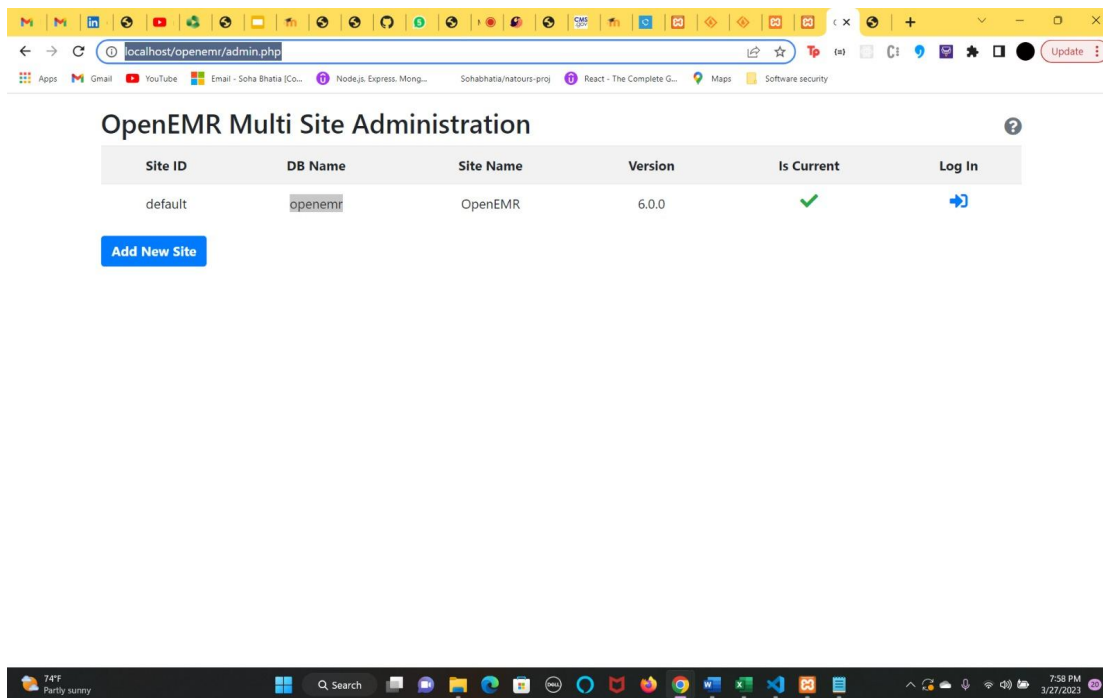 localhost/openemr/admin.php
Update
Apps Gmail YouTube Email - Soha Bhatia (Co... Node.js, Express, Mong... Sohabhatia/natours-proj React - The Complete G... Maps Software security
OpenEMR Multi Site Administration
Site ID DB Name Site Name Version Is Current Log In
default openemr OpenEMR 6.0.0
Add New Site
74°F
Partly sunny
Search
7:58 PM
3/27/2023
20